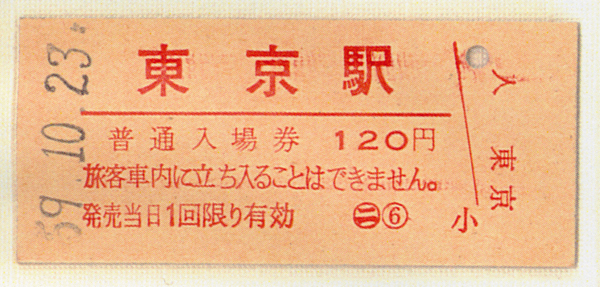 59.10.23.
東京駅
普通入場券 120円
旅客車内に立ち入ることはできません。
発売当日1回限り有効 ㊁⑥
小人 東京